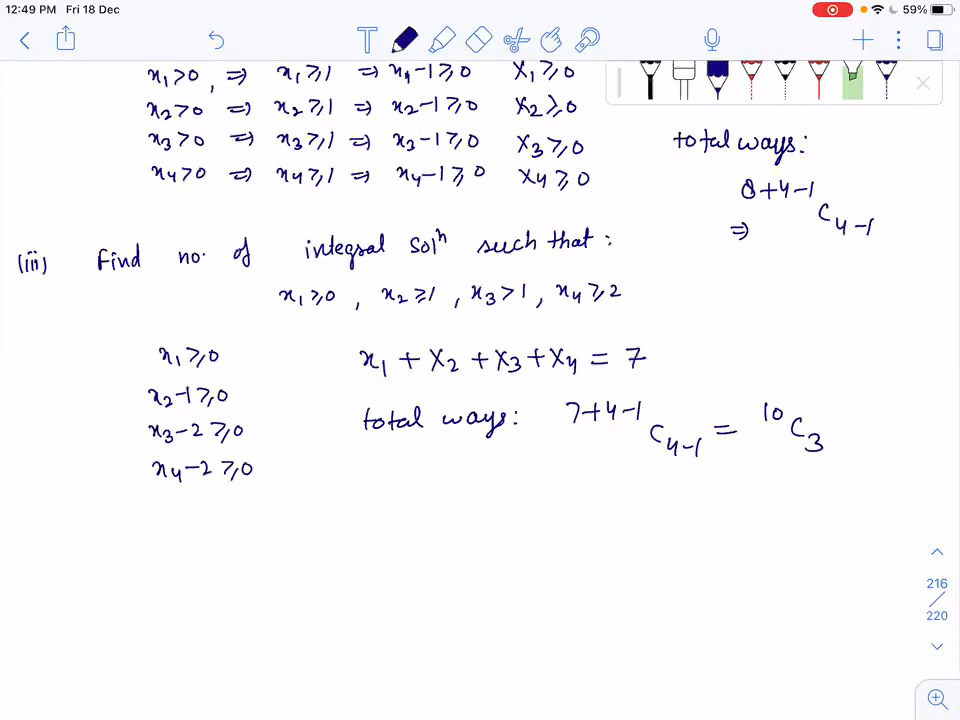 12:49 PM Fri 18 Dec 59%
x₁>0, ⇒ x₁≥1 ⇒ x₁-1≥0 X₁≥0
x₂>0 ⇒ x₂≥1 ⇒ x₂-1≥0 X₂≥0
x₃>0 ⇒ x₃≥1 ⇒ x₃-1≥0 X₃≥0
x₄>0 ⇒ x₄≥1 ⇒ x₄-1≥0 X₄≥0
total ways:
⇒ ⁸⁺⁴⁻¹C₄₋₁
(iii) Find no. of integral Solⁿ such that:
x₁≥0, x₂≥1, x₃>1, x₄≥2
x₁≥0
x₂-1≥0
x₃-2≥0
x₄-2≥0
x₁+X₂+X₃+X₄=7
total ways: ⁷⁺⁴⁻¹C₄₋₁ = ¹⁰C₃
216
/
220